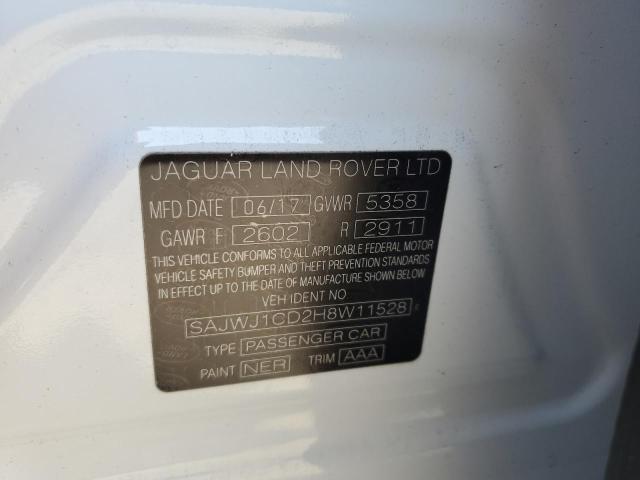 JAGUAR LAND ROVER LTD
MFD DATE 06/17 GVWR 5358
GAWR F 2602 R 2911
THIS VEHICLE CONFORMS TO ALL APPLICABLE FEDERAL MOTOR
VEHICLE SAFETY BUMPER AND THEFT PREVENTION STANDARDS
IN EFFECT UP TO THE DATE OF MANUFACTURE SHOWN BELOW
VEH IDENT NO
SAJWJ1CD2H8W11528
TYPE PASSENGER CAR
PAINT NER TRIM AAA